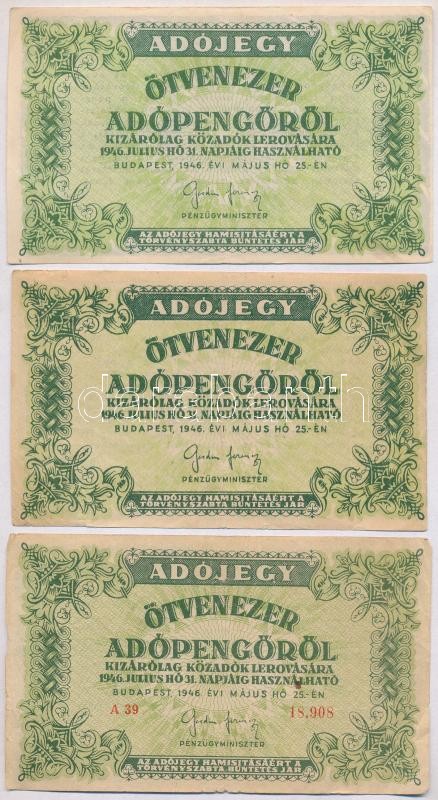 ADÓJEGY
ÖTVENEZER
ADÓPENGŐRŐL
KIZÁRÓLAG KÖZADÓK LEROVÁSÁRA
1946. JULIUS HÓ 31. NAPJÁIG HASZNÁLHATÓ
BUDAPEST, 1946. ÉVI MÁJUS HÓ 25.-ÉN
PÉNZÜGYMINISZTER
AZ ADÓJEGY HAMISITÁSÁÉRT A
TÖRVÉNYSZABTA BÜNTETÉS JÁR
ADÓJEGY
ÖTVENEZER
ADÓPENGŐRŐL
KIZÁRÓLAG KÖZADÓK LEROVÁSÁRA
1946. JULIUS HÓ 31. NAPJÁIG HASZNÁLHATÓ
BUDAPEST, 1946. ÉVI MÁJUS HÓ 25.-ÉN
PÉNZÜGYMINISZTER
AZ ADÓJEGY HAMISITÁSÁÉRT A
TÖRVÉNYSZABTA BÜNTETÉS JÁR
ADÓJEGY
ÖTVENEZER
ADÓPENGŐRŐL
KIZÁRÓLAG KÖZADÓK LEROVÁSÁRA
1946. JULIUS HÓ 31. NAPJÁIG HASZNÁLHATÓ
BUDAPEST, 1946. ÉVI MÁJUS HÓ 25.-ÉN
A 39 18.908
PÉNZÜGYMINISZTER
AZ ADÓJEGY HAMISITÁSÁÉRT A
TÖRVÉNYSZABTA BÜNTETÉS JÁR